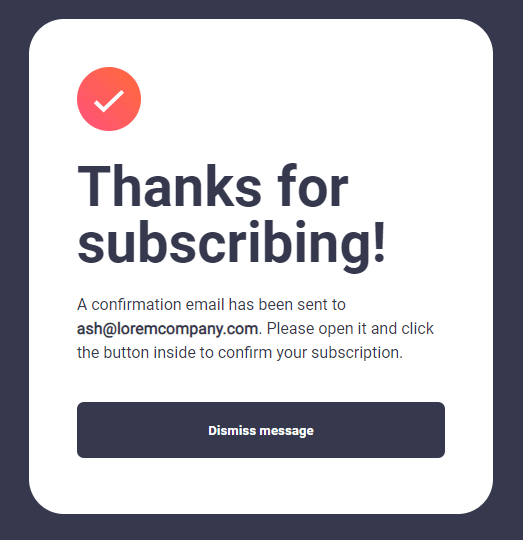 Thanks for
subscribing!
A confirmation email has been sent to
ash@loremcompany.com. Please open it and click
the button inside to confirm your subscription.
Dismiss message